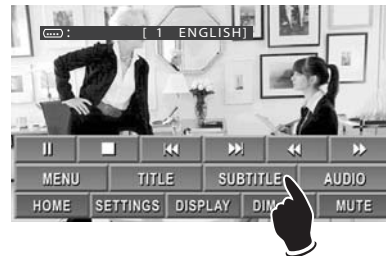 : [ 1 ENGLISH]
MENU TITLE SUBTITLE AUDIO
HOME SETTINGS DISPLAY DIM MUTE